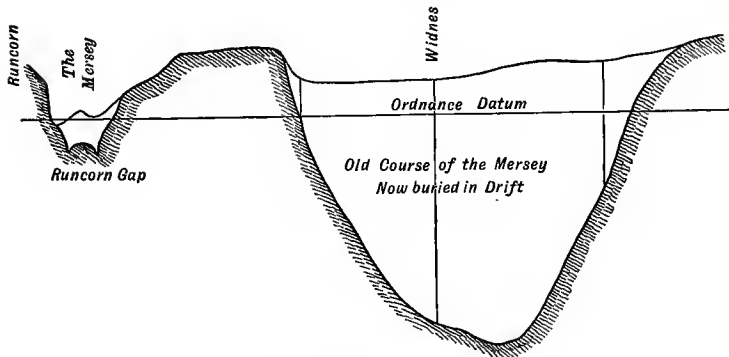 Runcorn
The
Mersey
Widnes
Ordnance Datum
Runcorn Gap
Old Course of the Mersey
Now buried in Drift